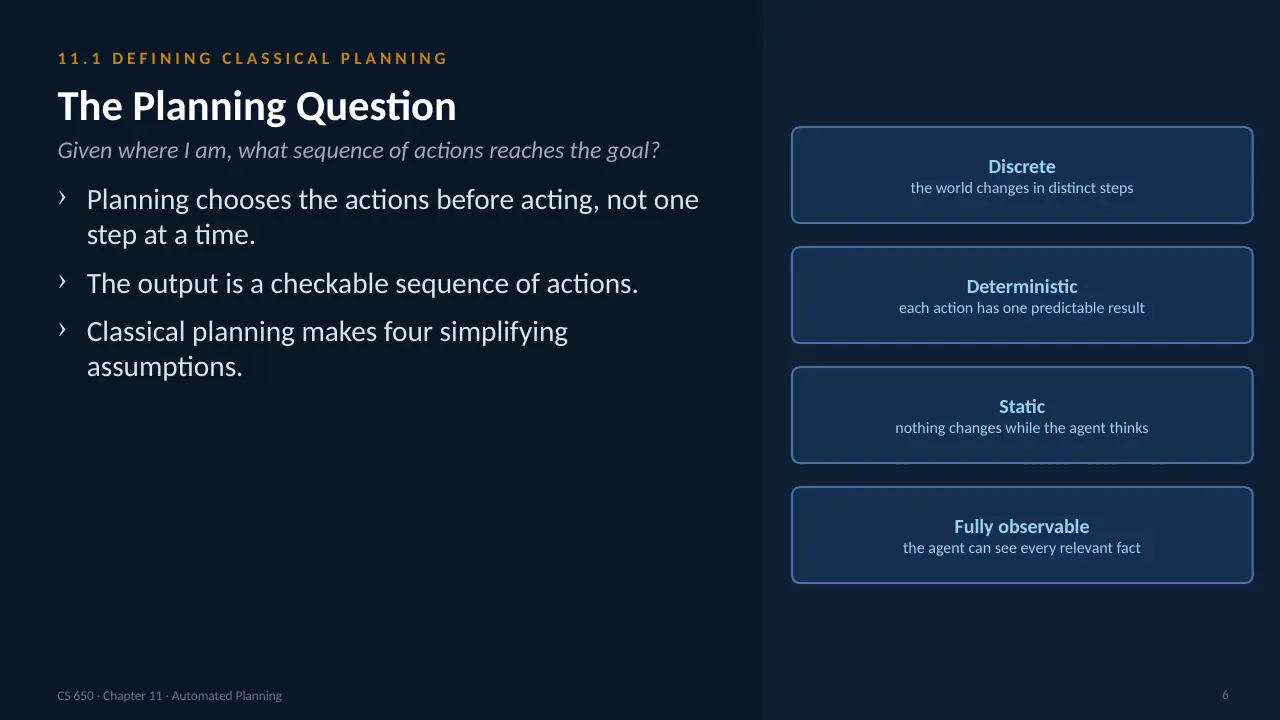 11.1 DEFINING CLASSICAL PLANNING
The Planning Question
Given where I am, what sequence of actions reaches the goal?
› Planning chooses the actions before acting, not one
step at a time.
› The output is a checkable sequence of actions.
› Classical planning makes four simplifying
assumptions.
Discrete
the world changes in distinct steps
Deterministic
each action has one predictable result
Static
nothing changes while the agent thinks
Fully observable
the agent can see every relevant fact
CS 650 · Chapter 11 · Automated Planning
6